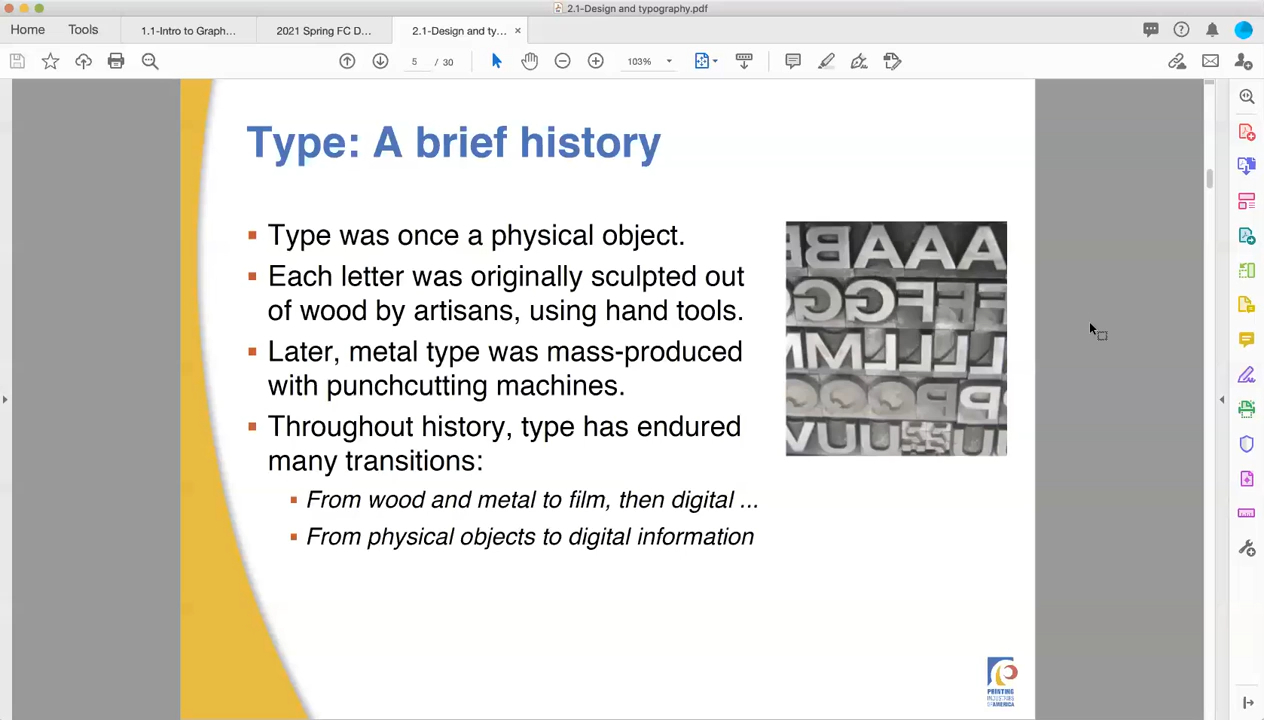 2.1-Design and typography.pdf
Home
Tools
1.1-Intro to Graph...
2021 Spring FC D...
2.1-Design and ty...
5
/ 30
103%
Type: A brief history
Type was once a physical object.
Each letter was originally sculpted out
of wood by artisans, using hand tools.
Later, metal type was mass-produced
with punchcutting machines.
Throughout history, type has endured
many transitions:
From wood and metal to film, then digital ...
From physical objects to digital information
PRINTING
INDUSTRIES
OF AMERICA